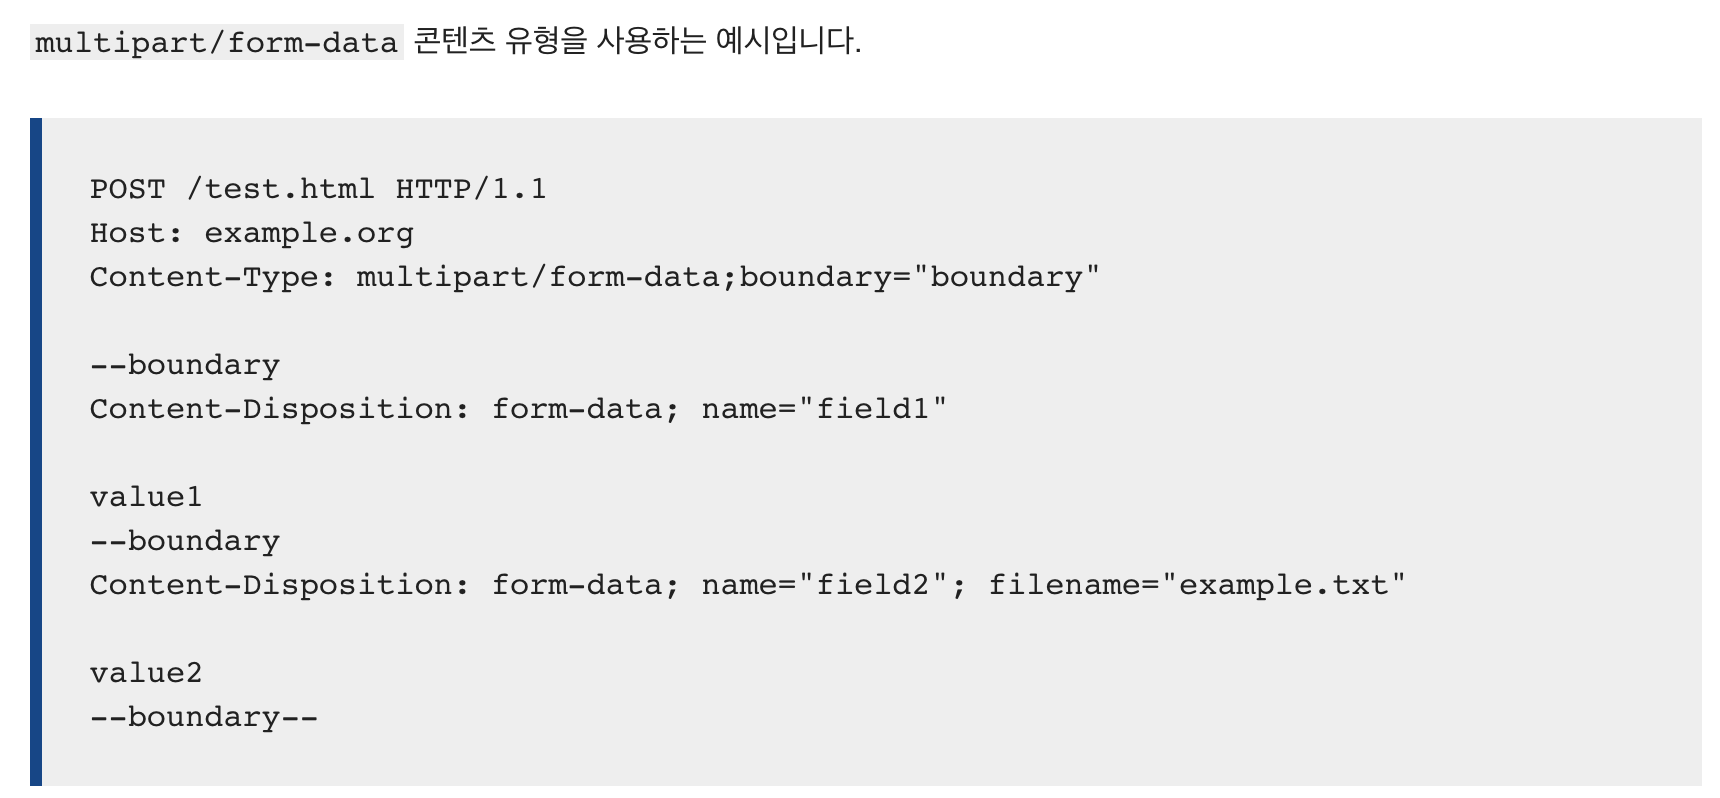 multipart/form-data 콘텐츠 유형을 사용하는 예시입니다.
POST /test.html HTTP/1.1
Host: example.org
Content-Type: multipart/form-data;boundary="boundary"
--boundary
Content-Disposition: form-data; name="field1"
value1
--boundary
Content-Disposition: form-data; name="field2"; filename="example.txt"
value2
--boundary--